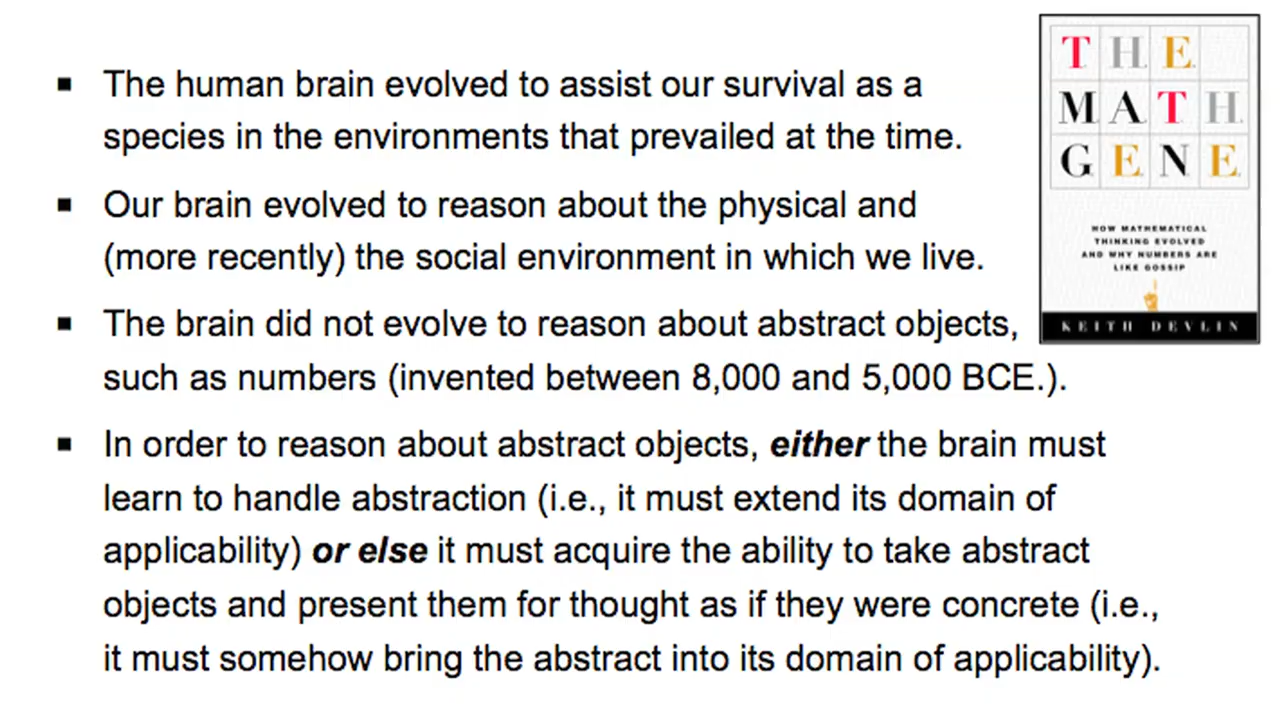 ▪ The human brain evolved to assist our survival as a
species in the environments that prevailed at the time.
▪ Our brain evolved to reason about the physical and
(more recently) the social environment in which we live.
▪ The brain did not evolve to reason about abstract objects,
such as numbers (invented between 8,000 and 5,000 BCE.).
▪ In order to reason about abstract objects, either the brain must
learn to handle abstraction (i.e., it must extend its domain of
applicability) or else it must acquire the ability to take abstract
objects and present them for thought as if they were concrete (i.e.,
it must somehow bring the abstract into its domain of applicability).
THE
MATH
GENE
HOW MATHEMATICAL
THINKING EVOLVED
AND WHY NUMBERS ARE
LIKE GOSSIP
KEITH DEVLIN